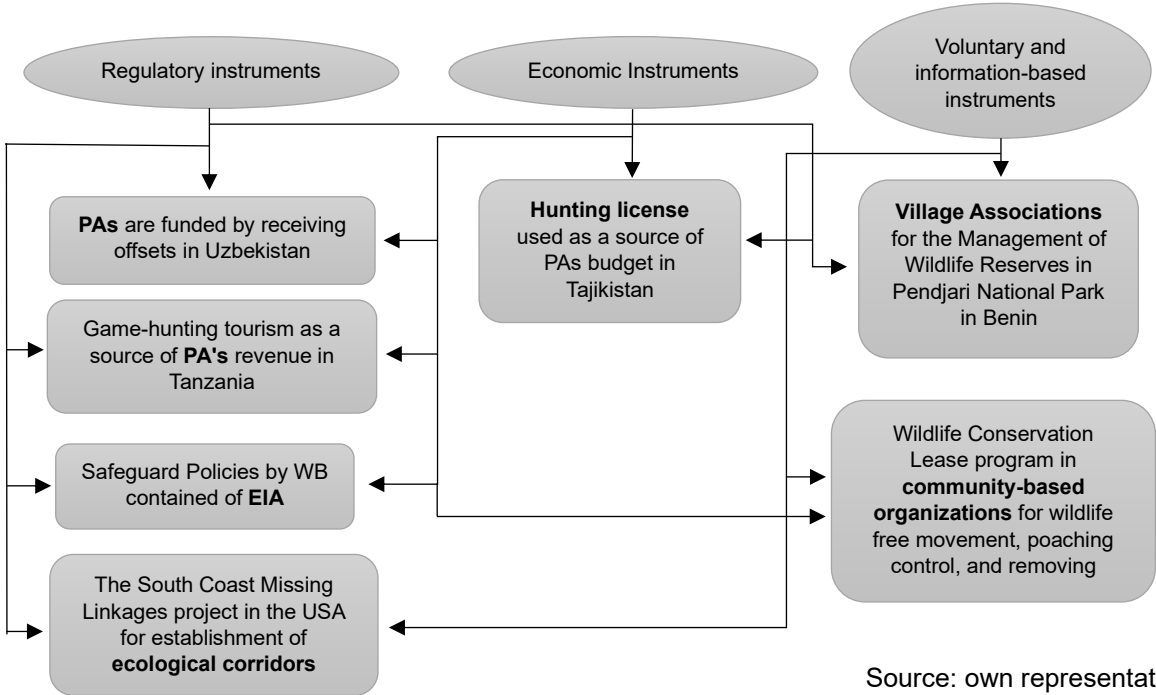 Regulatory instruments
Economic Instruments
Voluntary and
information-based
instruments
PAs are funded by receiving
offsets in Uzbekistan
Hunting license
used as a source of
PAs budget in
Tajikistan
Village Associations
for the Management of
Wildlife Reserves in
Pendjari National Park
in Benin
Game-hunting tourism as a
source of PA's revenue in
Tanzania
Safeguard Policies by WB
contained of EIA
Wildlife Conservation
Lease program in
community-based
organizations for wildlife
free movement, poaching
control, and removing
The South Coast Missing
Linkages project in the USA
for establishment of
ecological corridors
Source: own representat